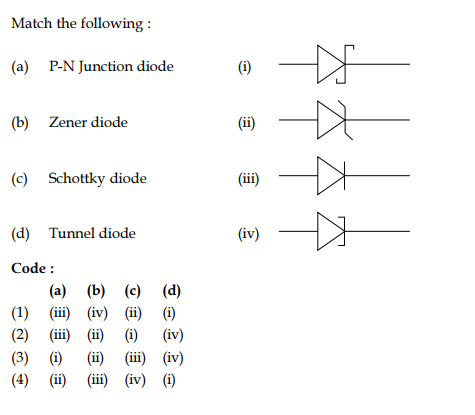 Match the following :
(a) P-N Junction diode (i)
(b) Zener diode (ii)
(c) Schottky diode (iii)
(d) Tunnel diode (iv)
Code :
(a) (b) (c) (d)
(1) (iii) (iv) (ii) (i)
(2) (iii) (ii) (i) (iv)
(3) (i) (ii) (iii) (iv)
(4) (ii) (iii) (iv) (i)